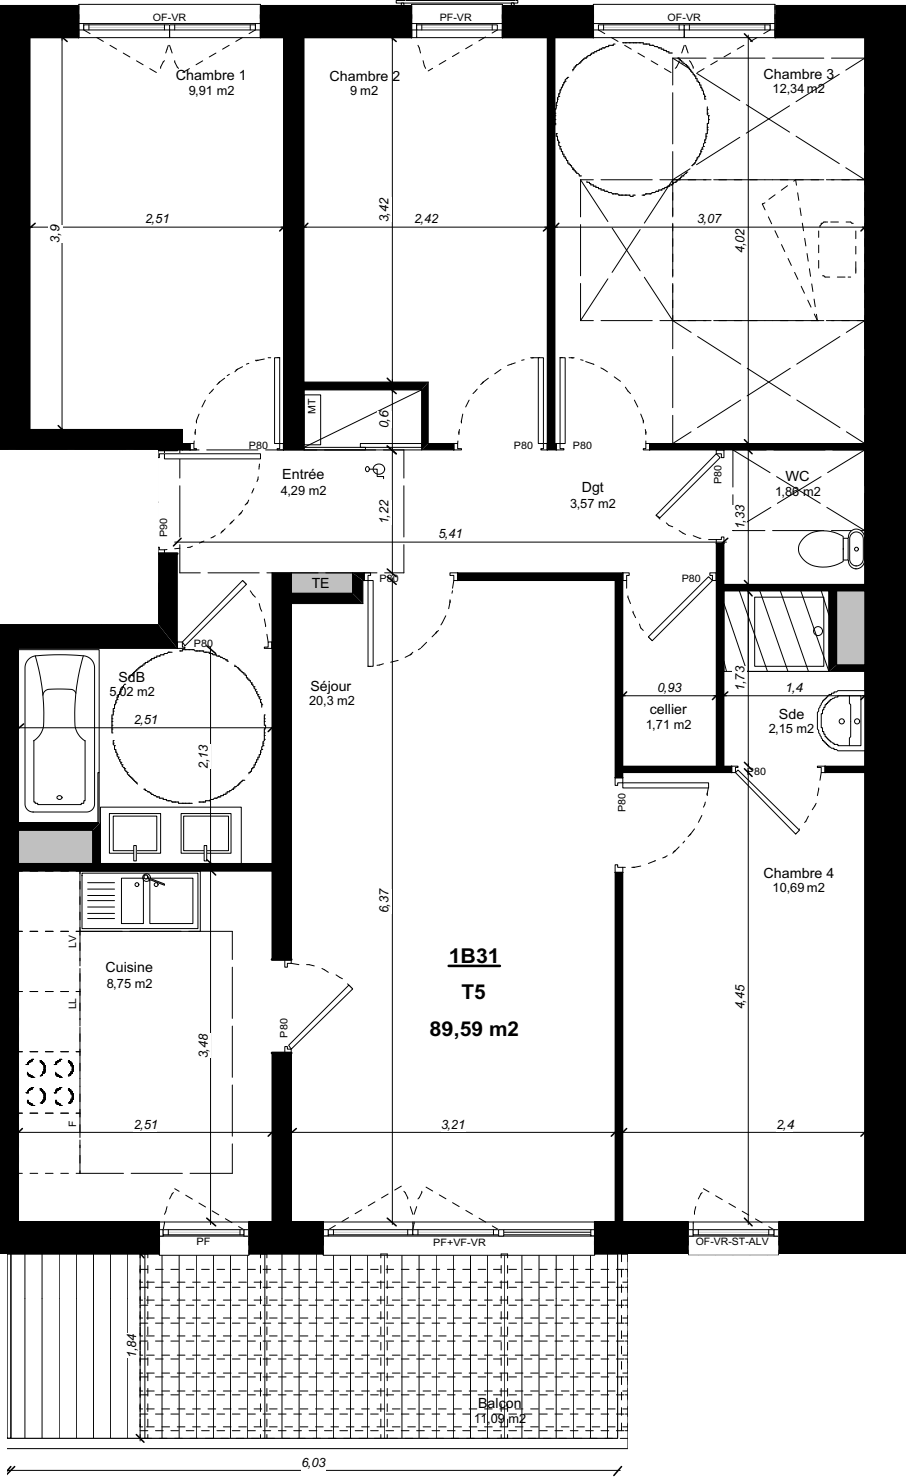 OF-VR
PF-VR
OF-VR
Chambre 1
9,91 m2
Chambre 2
9 m2
Chambre 3
12,34 m2
2,51
3,9
3,42
2,42
3,07
4,02
MT
0,6
P80
P80
P80
P80
Entrée
4,29 m2
1,22
Dgt
3,57 m2
WC
1,86 m2
1,33
P90
5,41
TE
P80
P80
P80
SdB
5,02 m2
2,51
2,13
Séjour
20,3 m2
0,93
cellier
1,71 m2
1,73
1,4
Sde
2,15 m2
P80
P80
Chambre 4
10,69 m2
6,37
LV
Cuisine
8,75 m2
LL
1B31
T5
89,59 m2
P80
3,48
4,45
F
2,51
3,21
2,4
PF
PF+VF-VR
OF-VR-ST-ALV
1,84
Balcon
11,09 m2
6,03